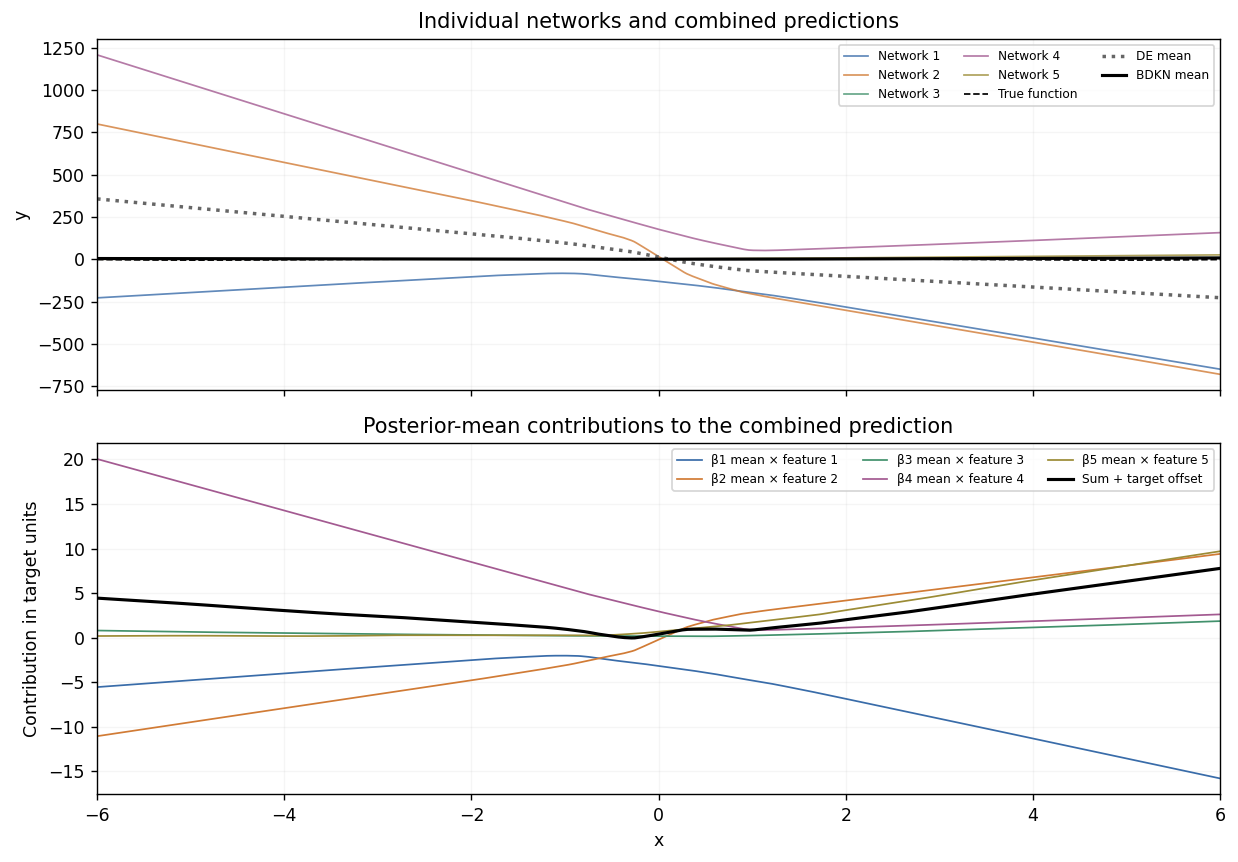 Individual networks and combined predictions
1250
1000
750
500
250
0
−250
−500
−750
y
Network 1
Network 2
Network 3
Network 4
Network 5
True function
DE mean
BDKN mean
Posterior-mean contributions to the combined prediction
20
15
10
5
0
−5
−10
−15
Contribution in target units
β1 mean × feature 1
β2 mean × feature 2
β3 mean × feature 3
β4 mean × feature 4
β5 mean × feature 5
Sum + target offset
−6
−4
−2
0
2
4
6
x